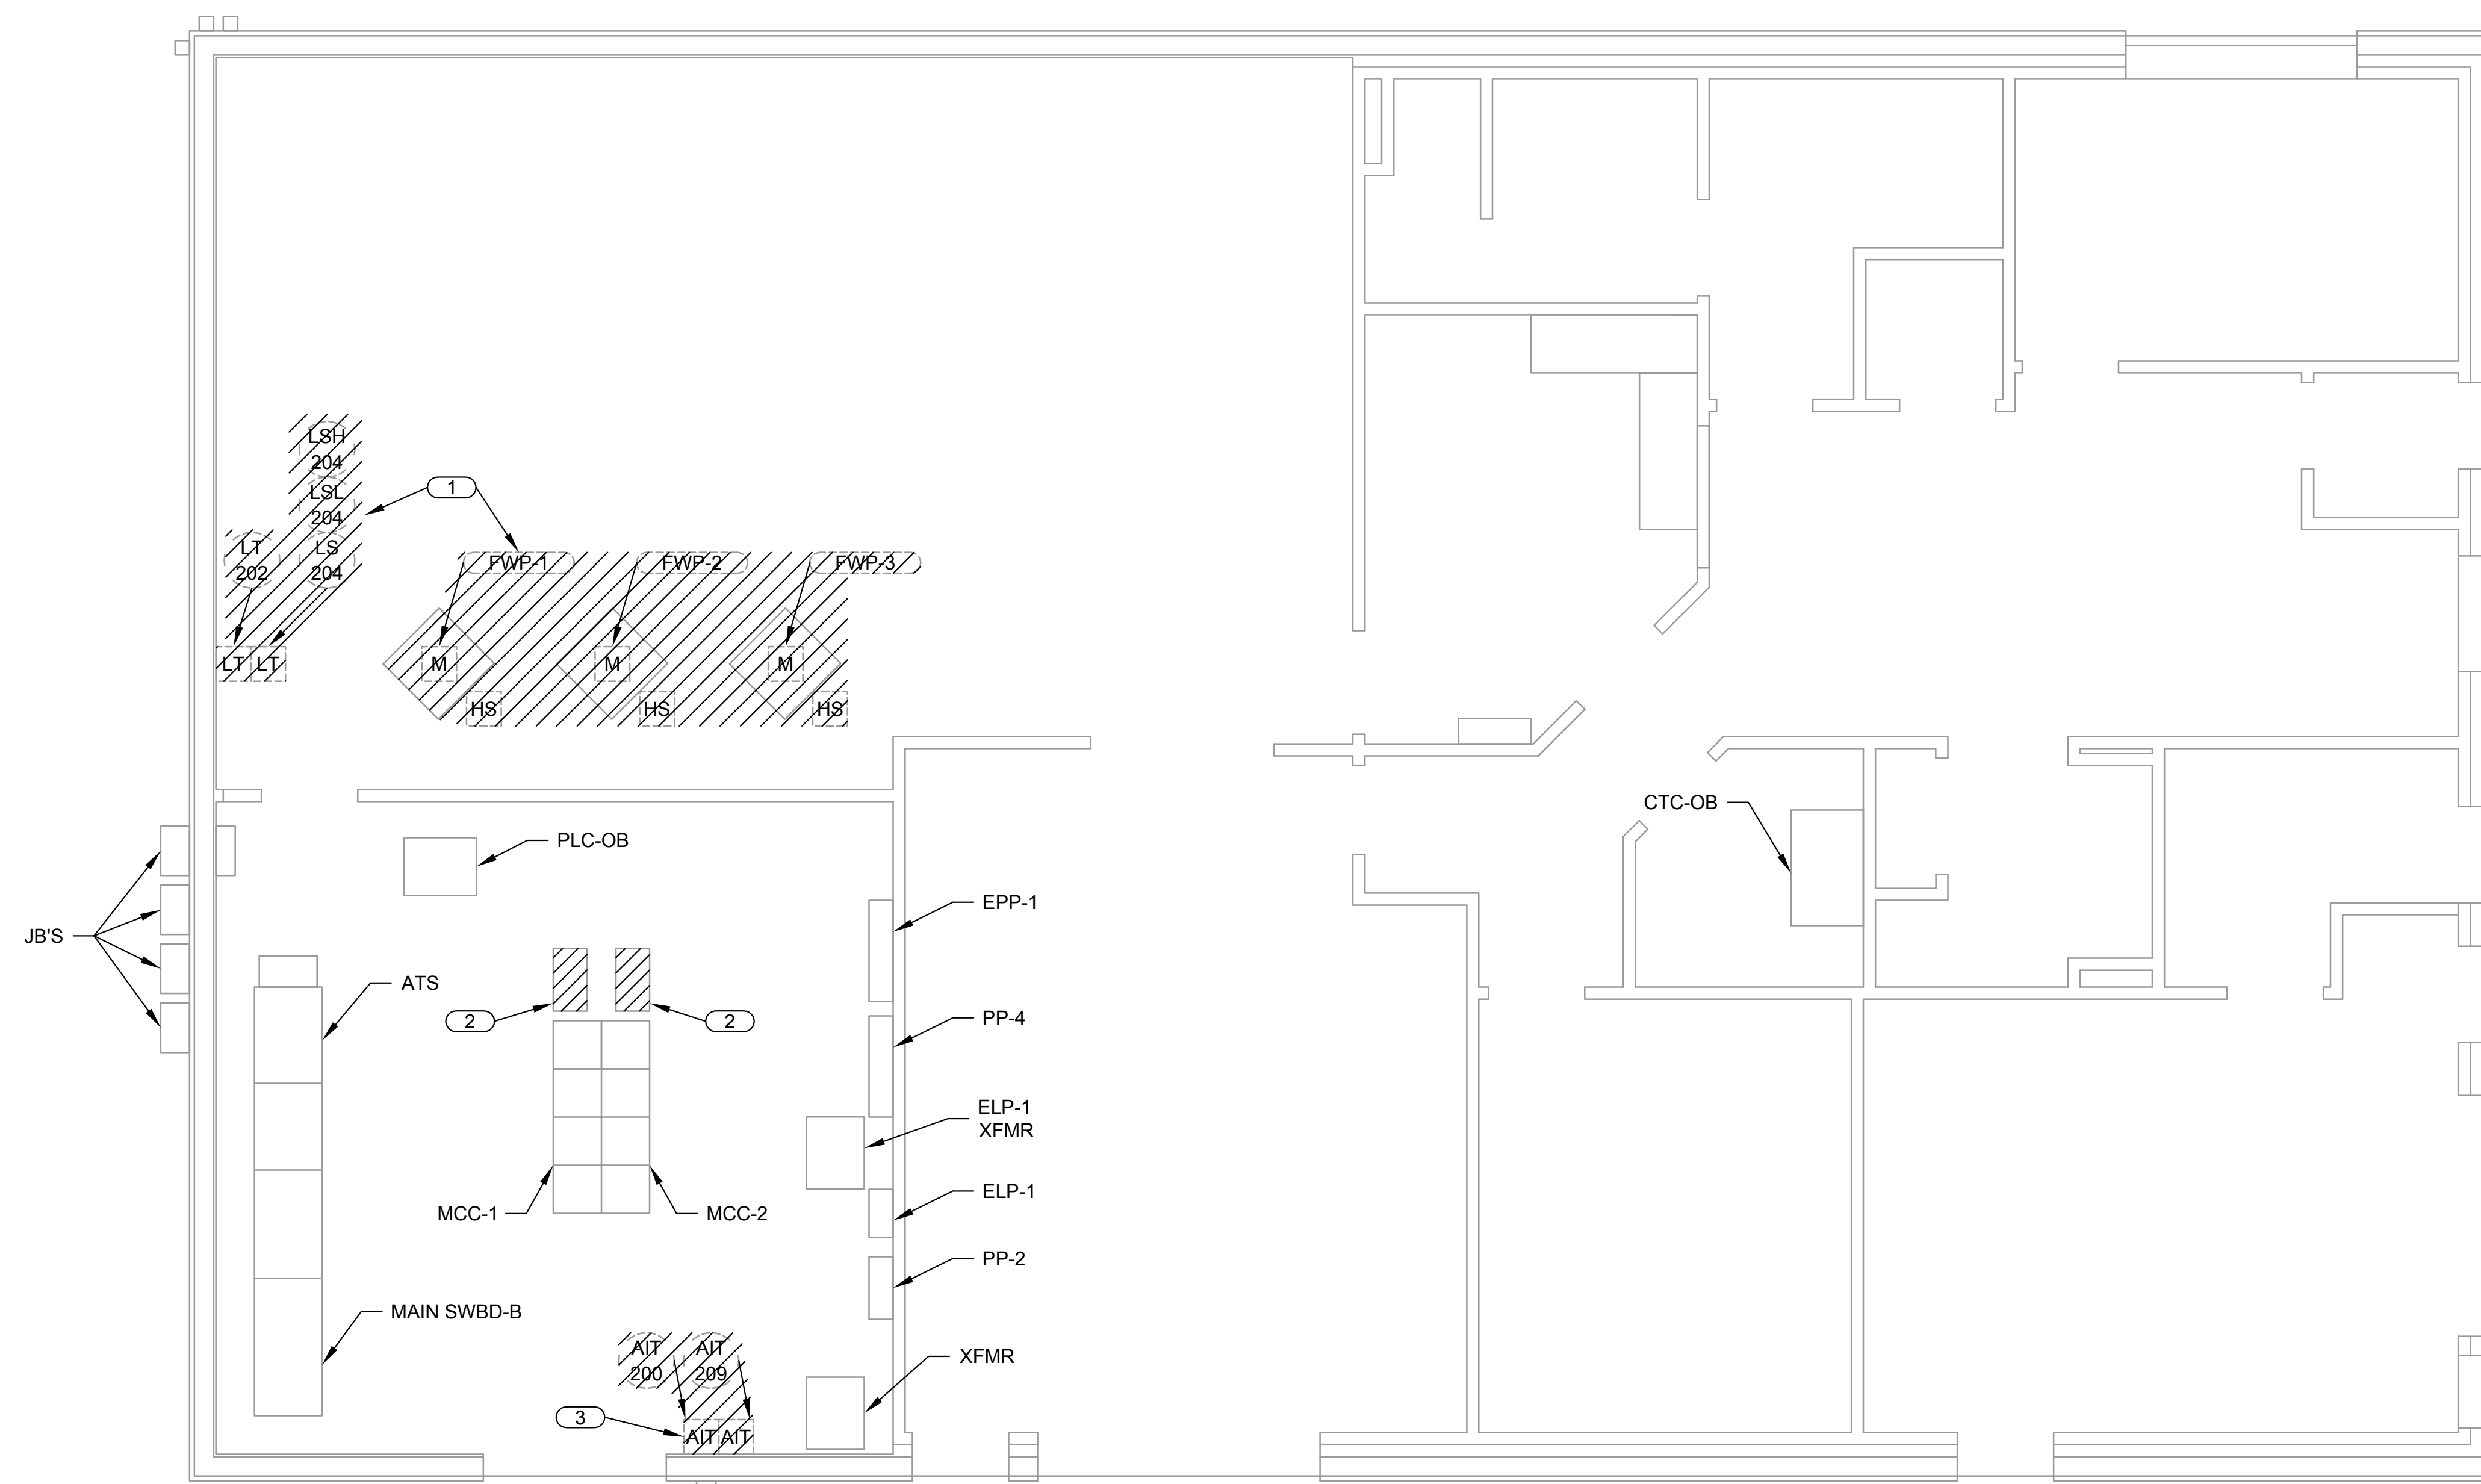 LSH
204
1
LSL
204
LT
202
LS
204
FWP-1
FWP-2
FWP-3
LT
LT
M
M
M
HS
HS
HS
CTC-OB
PLC-OB
EPP-1
JB'S
ATS
PP-4
2
2
ELP-1
XFMR
ELP-1
MCC-1
MCC-2
PP-2
MAIN SWBD-B
AIT
200
AIT
209
XFMR
3
AIT
AIT